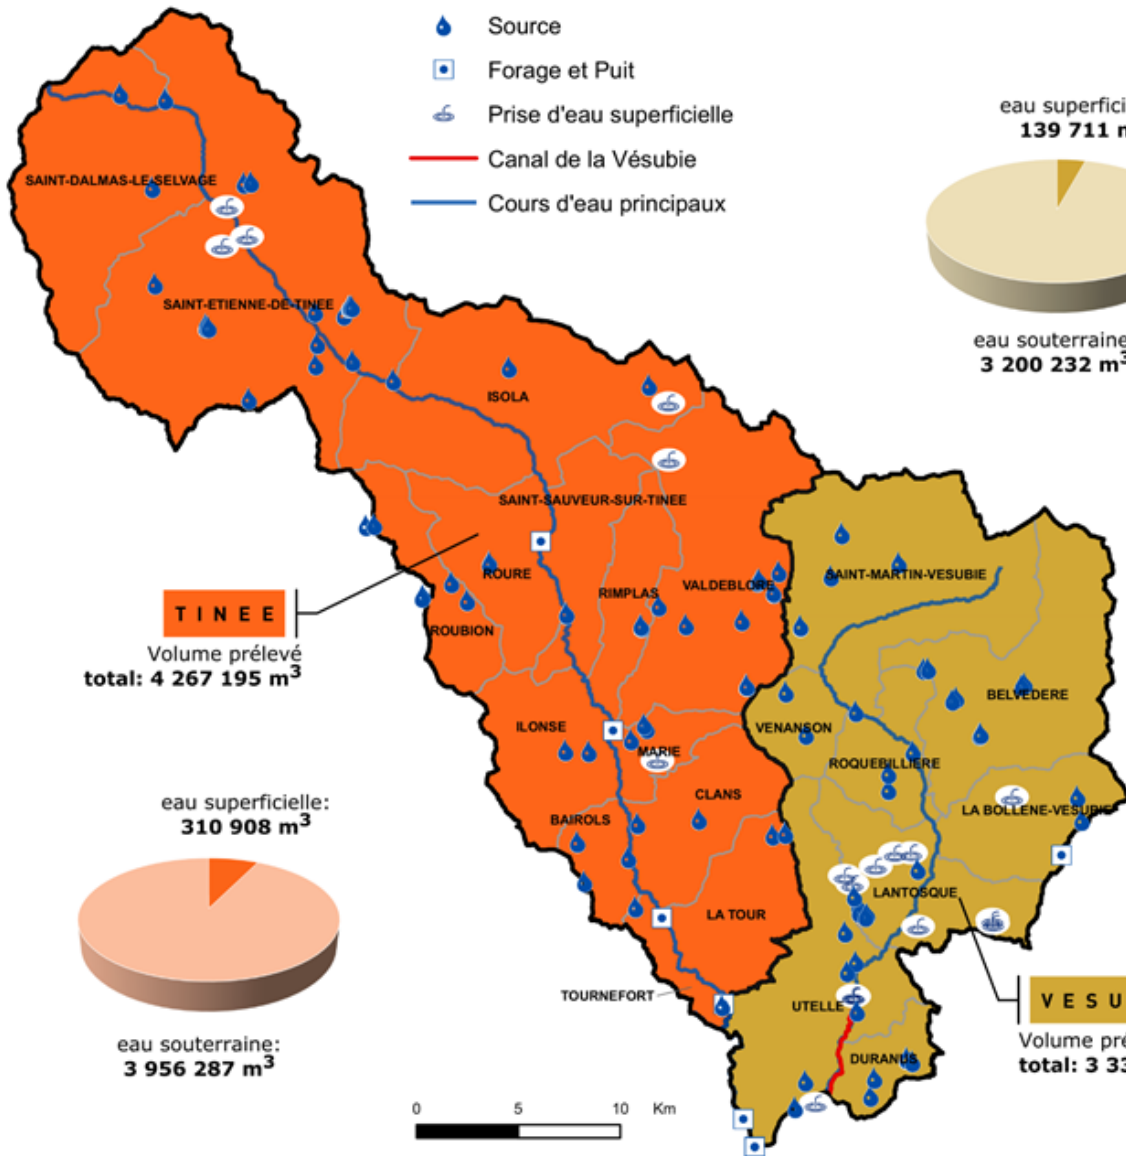 Source
Forage et Puit
Prise d'eau superficielle
Canal de la Vésubie
Cours d'eau principaux
eau superfici
139 711 m
eau souterraine
3 200 232 m³
SAINT-DALMAS-LE-SELVAGE
SAINT-ETIENNE-DE-TINEE
ISOLA
SAINT-SAUVEUR-SUR-TINEE
ROURE
RIMPLAS
VALDEBLORE
SAINT-MARTIN-VESUBIE
ROUBION
TINEE
Volume prélevé
total: 4 267 195 m³
BELVEDERE
ILONSE
MARIE
VENANSON
ROQUEBILLIERE
CLANS
LA BOLLENE-VESUBIE
BAIROLS
eau superficielle:
310 908 m³
LANTOSQUE
LA TOUR
TOURNEFORT
UTELLE
VESU
Volume pré
total: 3 33
DURANUS
eau souterraine:
3 956 287 m³
0 5 10 Km